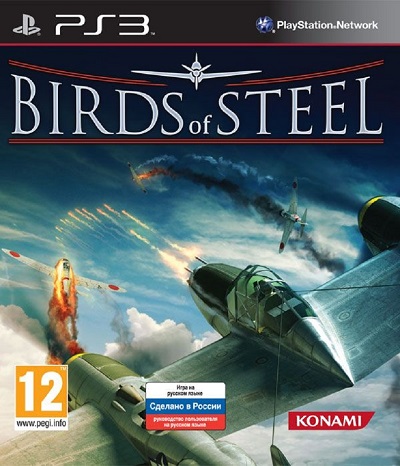 PS3
PlayStation®Network
BIRDS of STEEL
12
www.pegi.info
Игра на
русском языке
Сделано в России
руководство пользователя
на русском языке
KONAMI